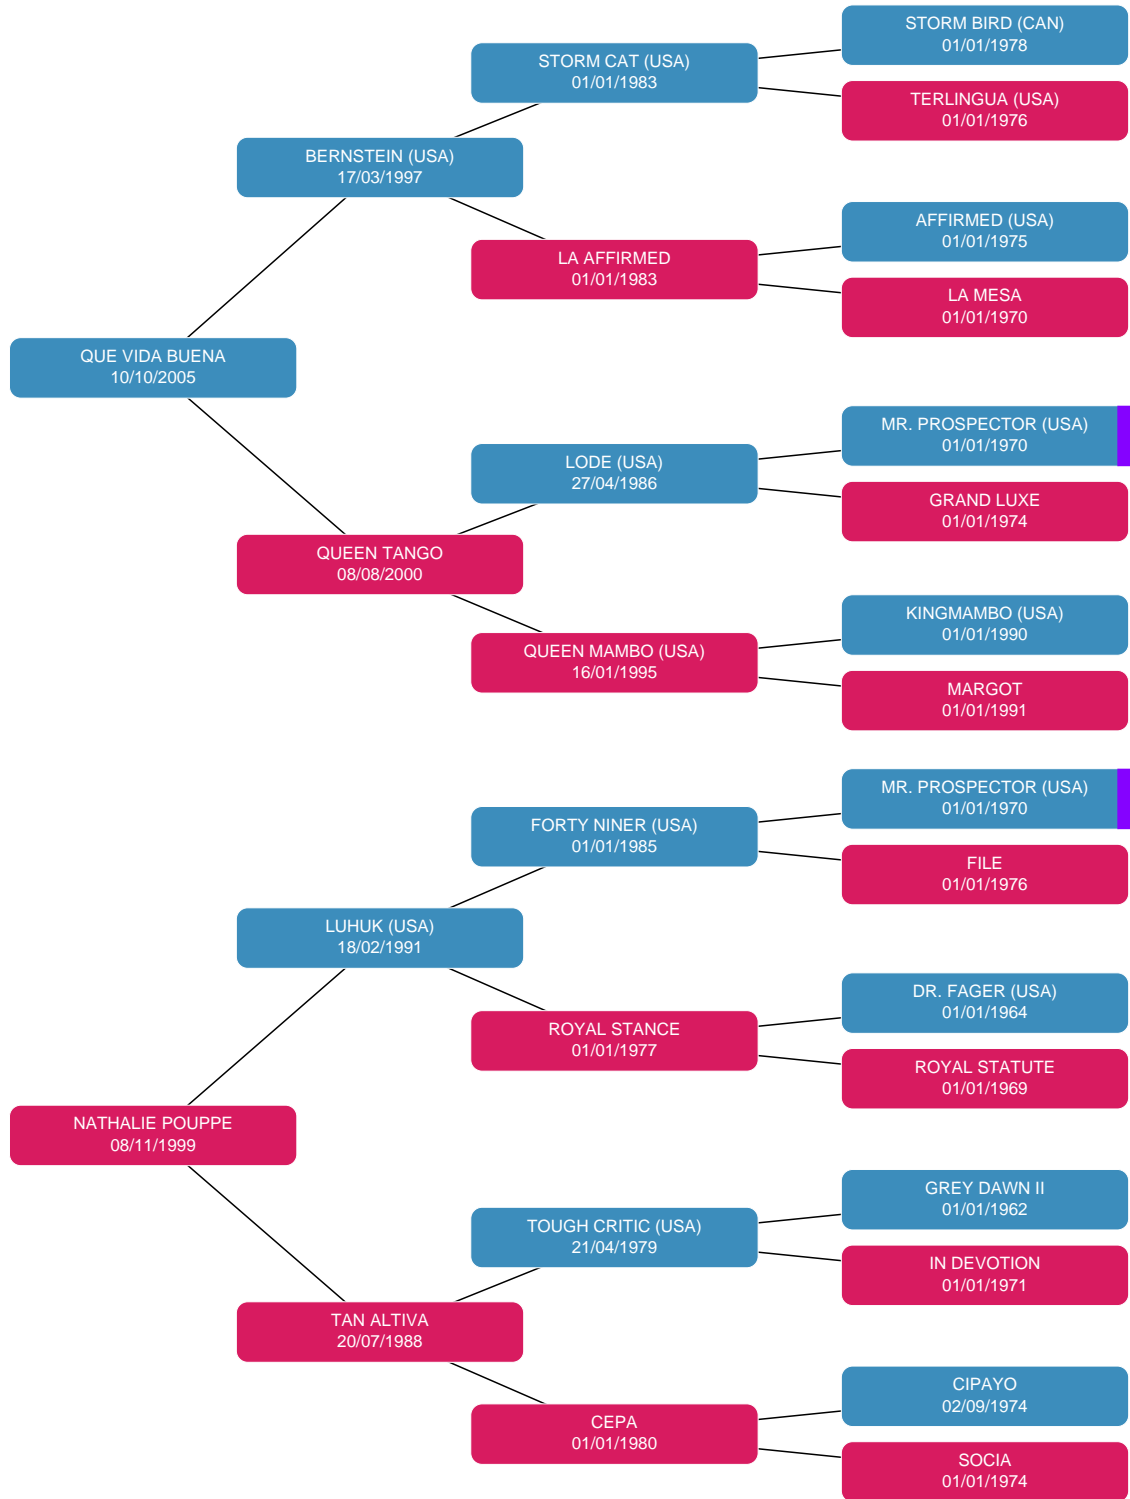 STORM BIRD (CAN)
01/01/1978
STORM CAT (USA)
01/01/1983
TERLINGUA (USA)
01/01/1976
BERNSTEIN (USA)
17/03/1997
AFFIRMED (USA)
01/01/1975
LA AFFIRMED
01/01/1983
LA MESA
01/01/1970
QUE VIDA BUENA
10/10/2005
MR. PROSPECTOR (USA)
01/01/1970
LODE (USA)
27/04/1986
GRAND LUXE
01/01/1974
QUEEN TANGO
08/08/2000
KINGMAMBO (USA)
01/01/1990
QUEEN MAMBO (USA)
16/01/1995
MARGOT
01/01/1991
MR. PROSPECTOR (USA)
01/01/1970
FORTY NINER (USA)
01/01/1985
FILE
01/01/1976
LUHUK (USA)
18/02/1991
DR. FAGER (USA)
01/01/1964
ROYAL STANCE
01/01/1977
ROYAL STATUTE
01/01/1969
NATHALIE POUPPE
08/11/1999
GREY DAWN II
01/01/1962
TOUGH CRITIC (USA)
21/04/1979
IN DEVOTION
01/01/1971
TAN ALTIVA
20/07/1988
CIPAYO
02/09/1974
CEPA
01/01/1980
SOCIA
01/01/1974